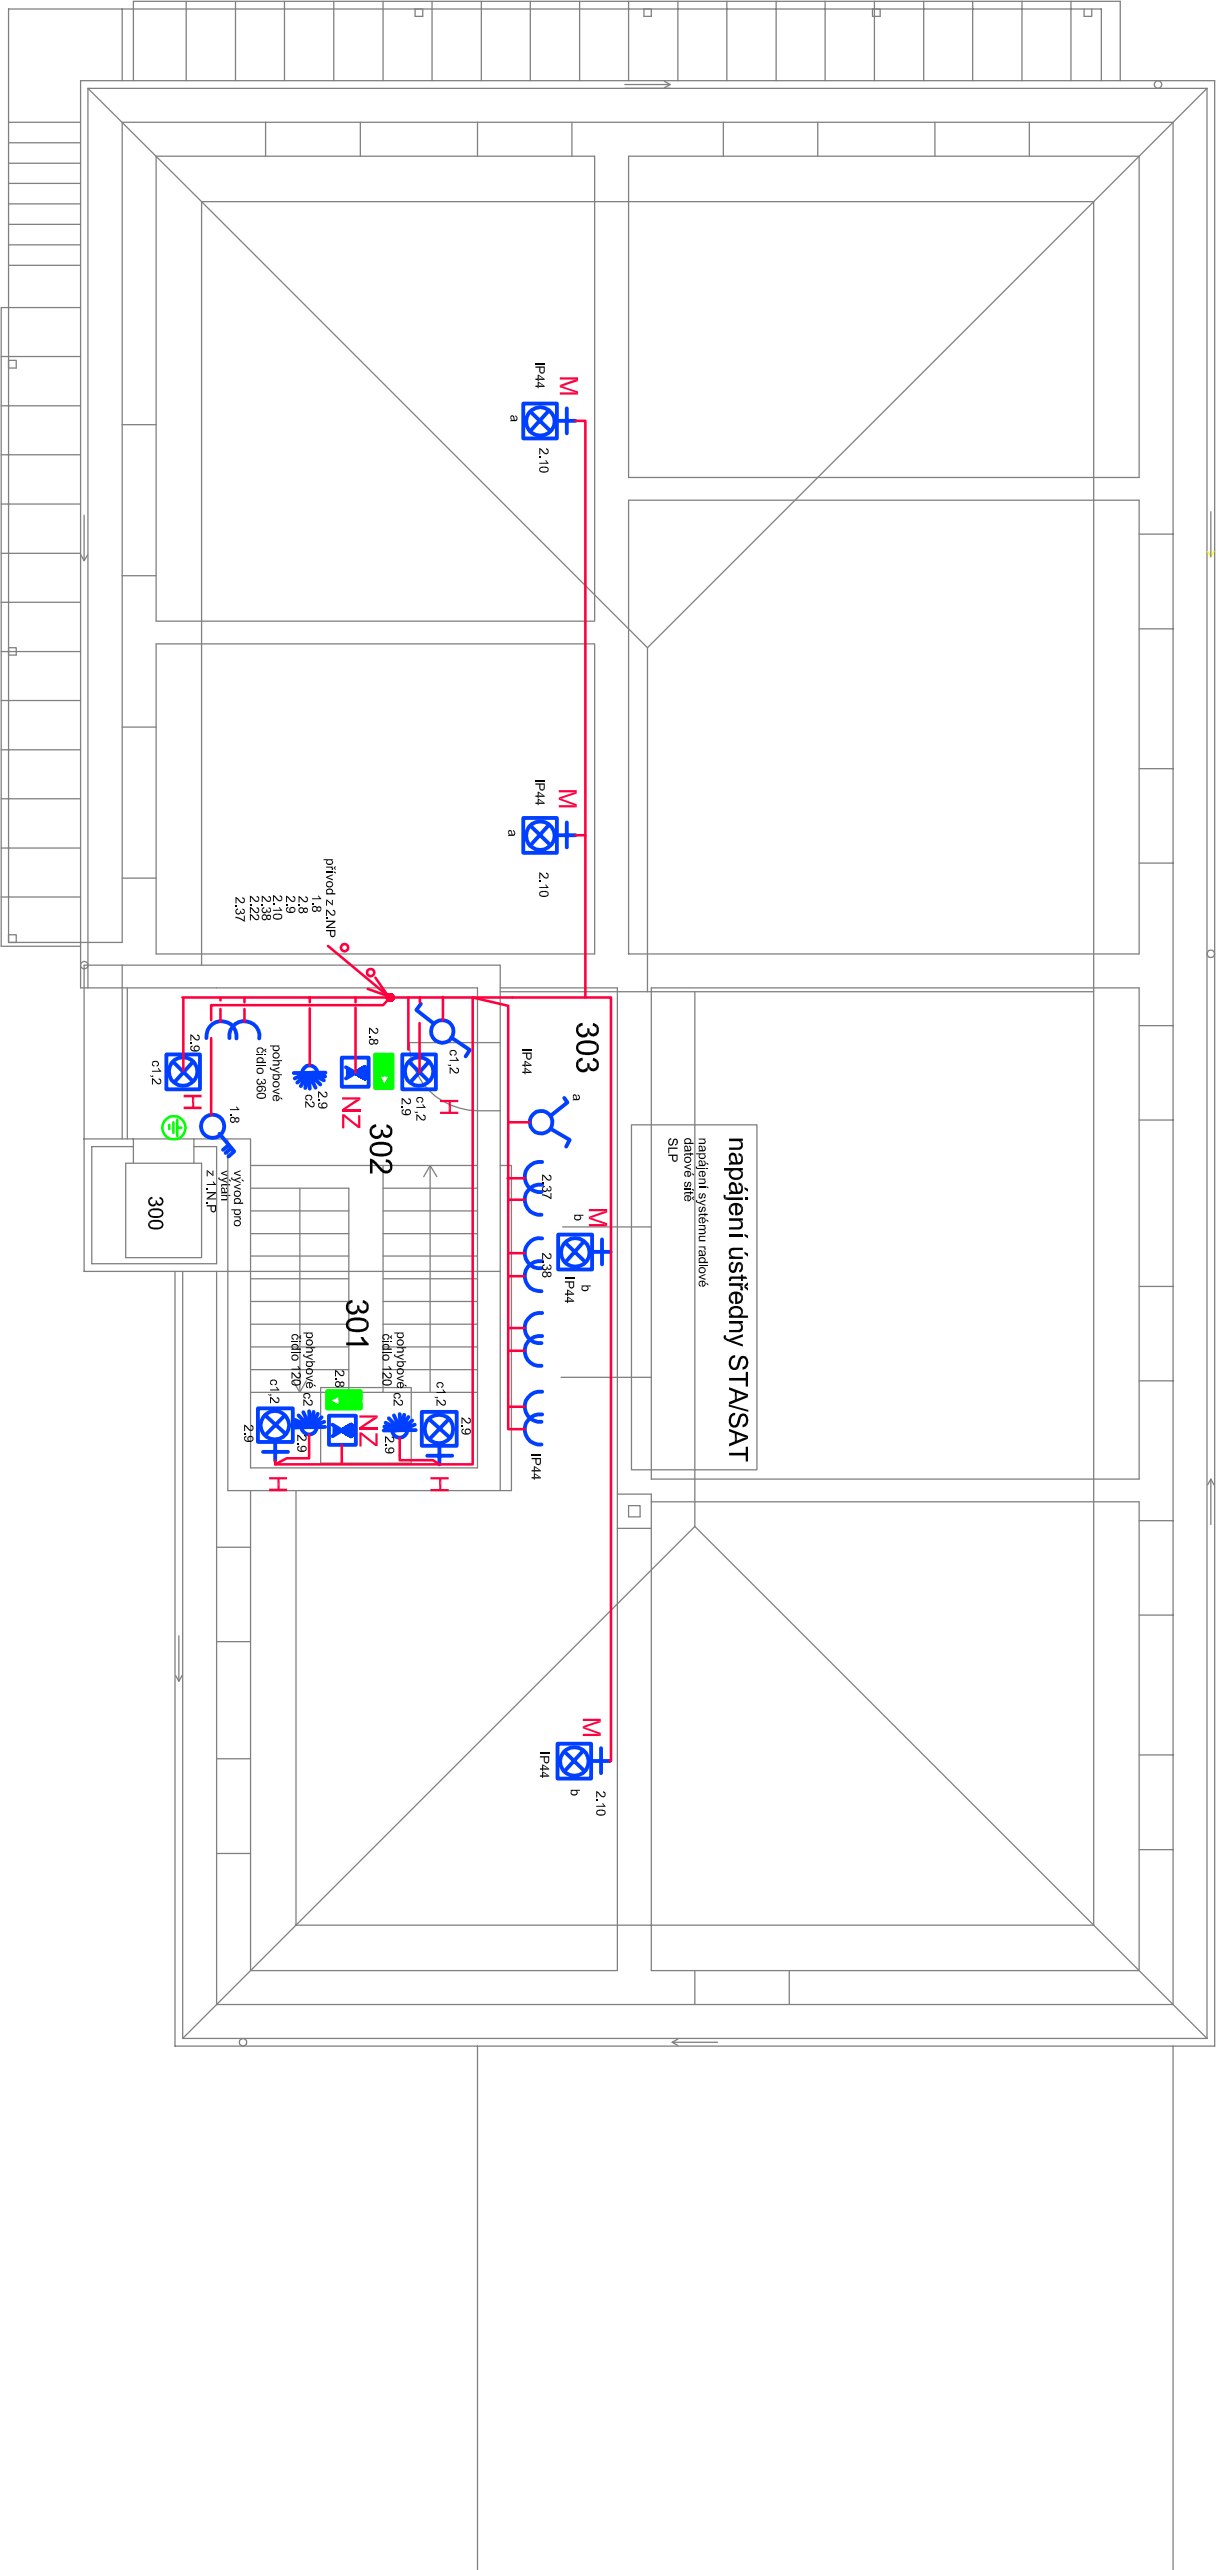 M
IP44
a
2.10
M
IP44
a
2.10
přívod z 2.NP
1.8
2.8
2.9
2.10
2.38
2.22
2.37
303
IP44
a
c1,2
H
c1,2
2.9
2.8
NZ
2.9
c2
pohybové
čidlo 360
2.9
c1,2
H
1.8
302
vývod pro
výtah
z 1.N.P
300
napájení ústředny STA/SAT
napájení systému radlové
datové sítě
SLP
2.37
M
b
2.38
b
IP44
301
pohybové
čidlo 120
c2
2.9
c1,2
2.9
2.8
NZ
pohybové
čidlo 120
c2
2.9
c1,2
2.9
H
H
IP44
M
IP44
b
2.10